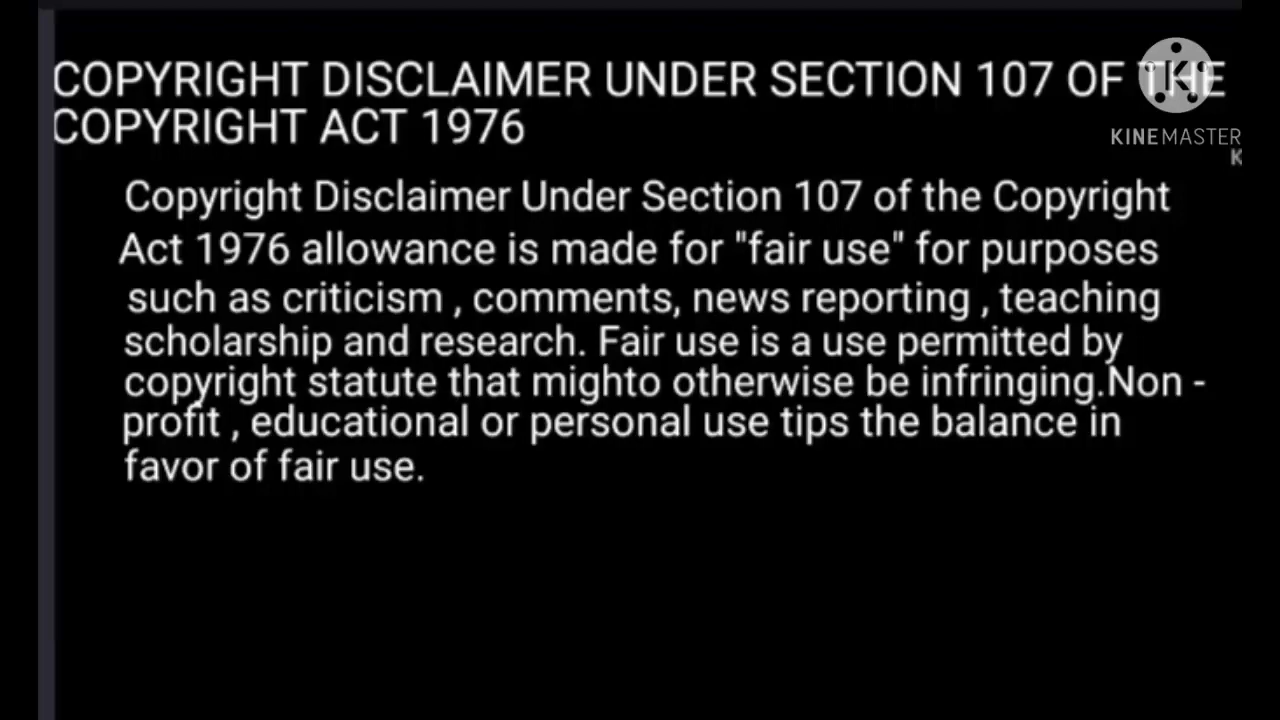 COPYRIGHT DISCLAIMER UNDER SECTION 107 OF THE
COPYRIGHT ACT 1976
KINEMASTER
K
Copyright Disclaimer Under Section 107 of the Copyright
Act 1976 allowance is made for "fair use" for purposes
such as criticism , comments, news reporting , teaching
scholarship and research. Fair use is a use permitted by
copyright statute that mighto otherwise be infringing.Non -
profit , educational or personal use tips the balance in
favor of fair use.